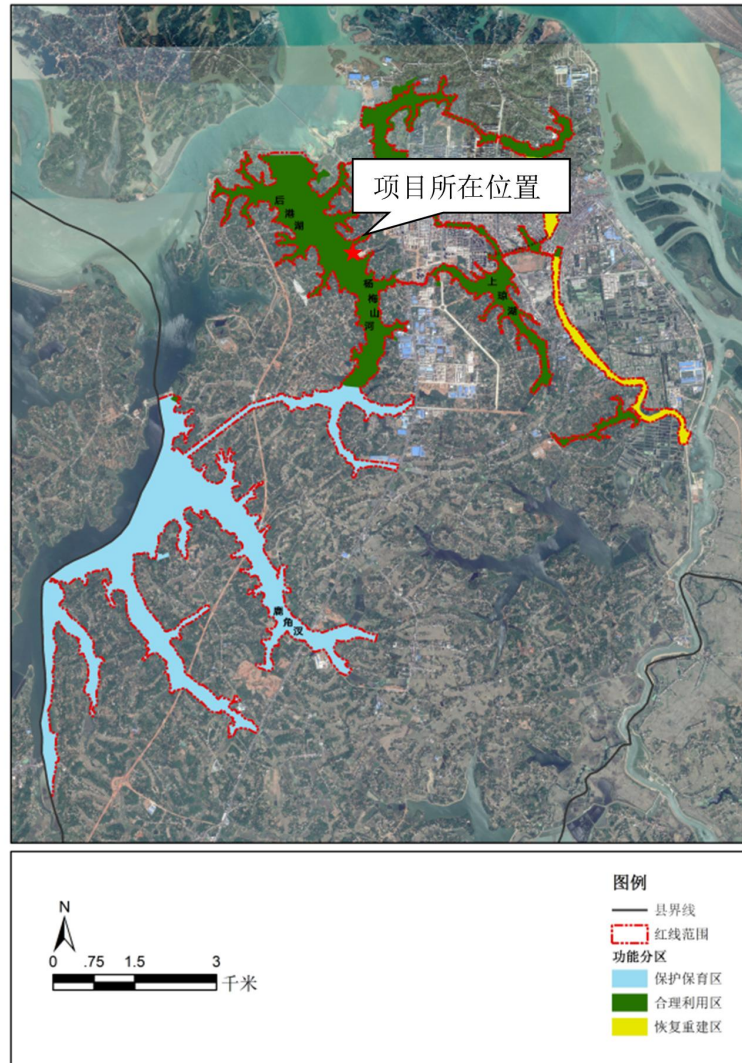 项目所在位置
后港湖
杨梅山河
上琼湖
鹿角汊
N
0 .75 1.5 3
千米
图例
县界线
红线范围
功能分区
保护保育区
合理利用区
恢复重建区